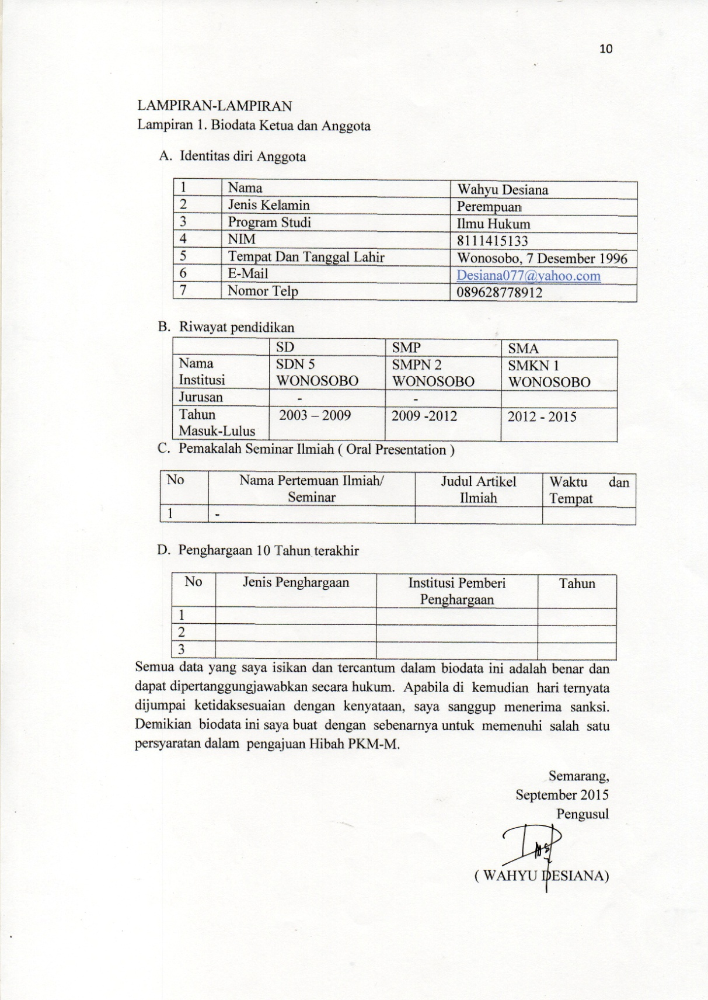 10
LAMPIRAN-LAMPIRAN
Lampiran 1. Biodata Ketua dan Anggota
A. Identitas diri Anggota
1 Nama Wahyu Desiana
2 Jenis Kelamin Perempuan
3 Program Studi Ilmu Hukum
4 NIM 8111415133
5 Tempat Dan Tanggal Lahir Wonosobo, 7 Desember 1996
6 E-Mail Desiana077@yahoo.com
7 Nomor Telp 089628778912
B. Riwayat pendidikan
SD SMP SMA
Nama SDN 5 SMPN 2 SMKN 1
Institusi WONOSOBO WONOSOBO WONOSOBO
Jurusan - -
Tahun 2003 – 2009 2009 -2012 2012 - 2015
Masuk-Lulus
C. Pemakalah Seminar Ilmiah ( Oral Presentation )
No Nama Pertemuan Ilmiah/ Judul Artikel Waktu dan
Seminar Ilmiah Tempat
1 -
D. Penghargaan 10 Tahun terakhir
No Jenis Penghargaan Institusi Pemberi Tahun
Penghargaan
1
2
3
Semua data yang saya isikan dan tercantum dalam biodata ini adalah benar dan
dapat dipertanggungjawabkan secara hukum. Apabila di kemudian hari ternyata
dijumpai ketidaksesuaian dengan kenyataan, saya sanggup menerima sanksi.
Demikian biodata ini saya buat dengan sebenarnya untuk memenuhi salah satu
persyaratan dalam pengajuan Hibah PKM-M.
Semarang,
September 2015
Pengusul
( WAHYU DESIANA)